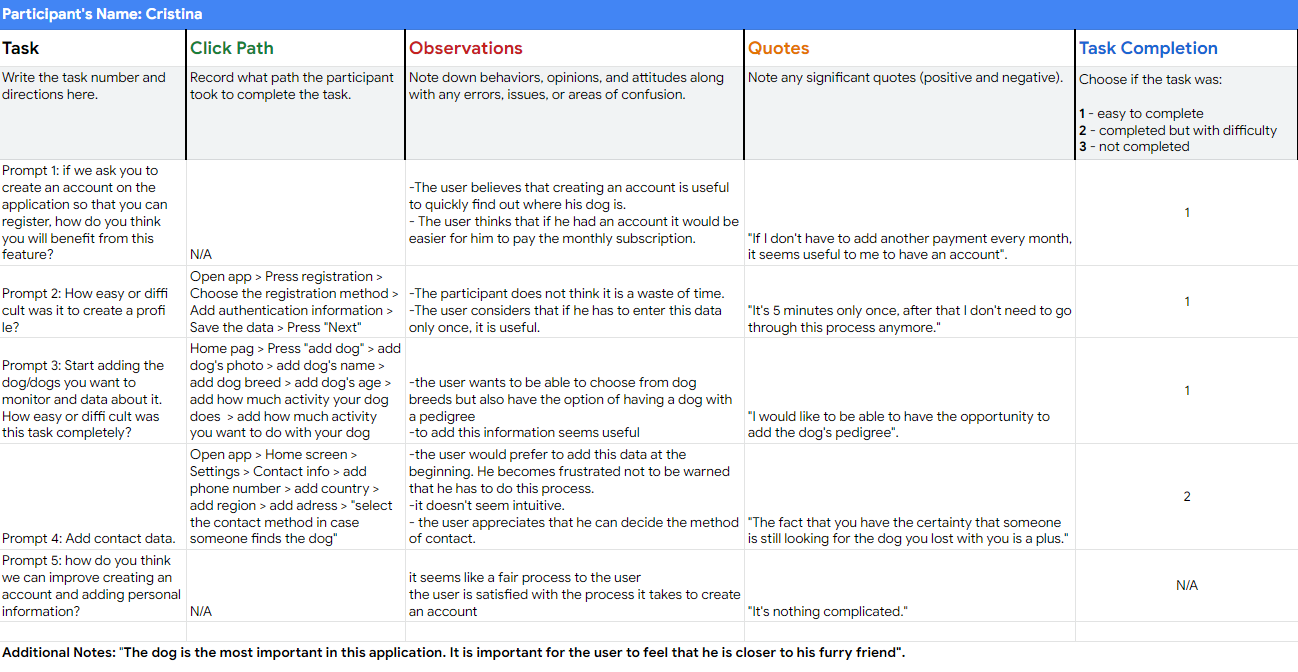 Participant's Name: Cristina
Task
Click Path
Observations
Quotes
Task Completion
Write the task number and
directions here.
Record what path the participant
took to complete the task.
Note down behaviors, opinions, and attitudes along
with any errors, issues, or areas of confusion.
Note any significant quotes (positive and negative).
Choose if the task was:
1 - easy to complete
2 - completed but with difficulty
3 - not completed
Prompt 1: if we ask you to
create an account on the
application so that you can
register, how do you think
you will benefit from this
feature?
N/A
-The user believes that creating an account is useful
to quickly find out where his dog is.
- The user thinks that if he had an account it would be
easier for him to pay the monthly subscription.
"If I don't have to add another payment every month,
it seems useful to me to have an account".
1
Prompt 2: How easy or diffi
cult was it to create a profi
le?
Open app > Press registration >
Choose the registration method >
Add authentication information >
Save the data > Press "Next"
-The participant does not think it is a waste of time.
-The user considers that if he has to enter this data
only once, it is useful.
"It's 5 minutes only once, after that I don't need to go
through this process anymore."
1
Prompt 3: Start adding the
dog/dogs you want to
monitor and data about it.
How easy or diffi cult was
this task completely?
Home pag > Press "add dog" > add
dog's photo > add dog's name >
add dog breed > add dog's age >
add how much activity your dog
does > add how much activity
you want to do with your dog
-the user wants to be able to choose from dog
breeds but also have the option of having a dog with
a pedigree
-to add this information seems useful
"I would like to be able to have the opportunity to
add the dog's pedigree".
1
Prompt 4: Add contact data.
Open app > Home screen >
Settings > Contact info > add
phone number > add country >
add region > add adress > "select
the contact method in case
someone finds the dog"
-the user would prefer to add this data at the
beginning. He becomes frustrated not to be warned
that he has to do this process.
-it doesn't seem intuitive.
- the user appreciates that he can decide the method
of contact.
"The fact that you have the certainty that someone
is still looking for the dog you lost with you is a plus."
2
Prompt 5: how do you think
we can improve creating an
account and adding personal
information?
N/A
it seems like a fair process to the user
the user is satisfied with the process it takes to create
an account
"It's nothing complicated."
N/A
Additional Notes: "The dog is the most important in this application. It is important for the user to feel that he is closer to his furry friend".